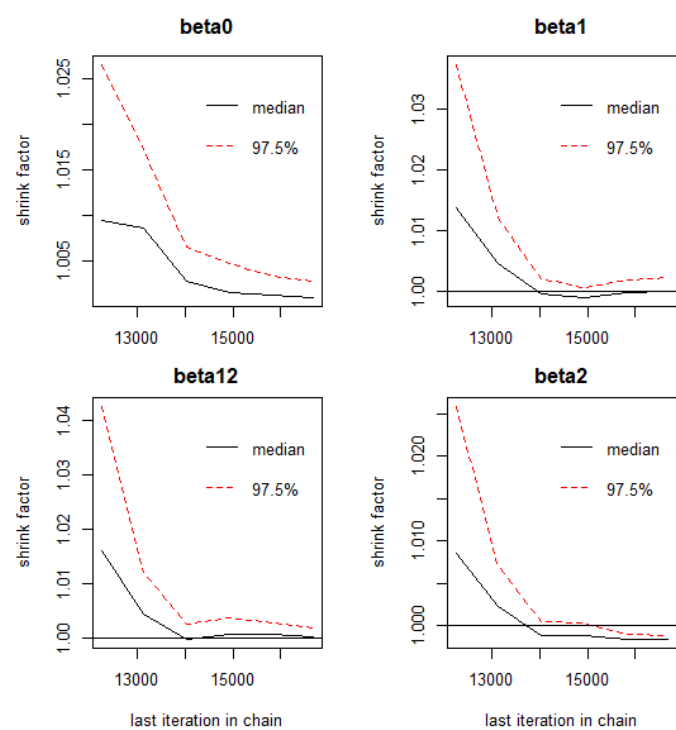 beta0
shrink factor
1.005
1.015
1.025
median
97.5%
13000
15000
beta1
shrink factor
1.00
1.01
1.02
1.03
median
97.5%
13000
15000
beta12
shrink factor
1.00
1.01
1.02
1.03
1.04
median
97.5%
13000
15000
last iteration in chain
beta2
shrink factor
1.000
1.010
1.020
median
97.5%
13000
15000
last iteration in chain